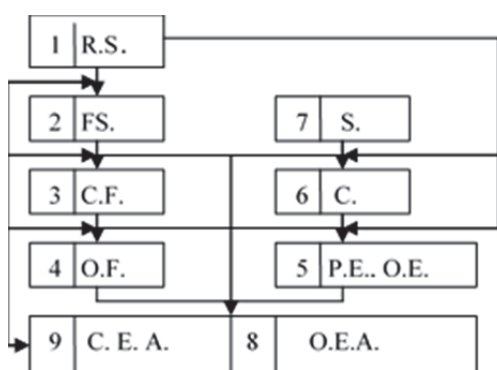 1 R.S.
2 FS. 7 S.
3 C.F. 6 C.
4 O.F. 5 P.E.. O.E.
9 C. E. A. 8 O.E.A.